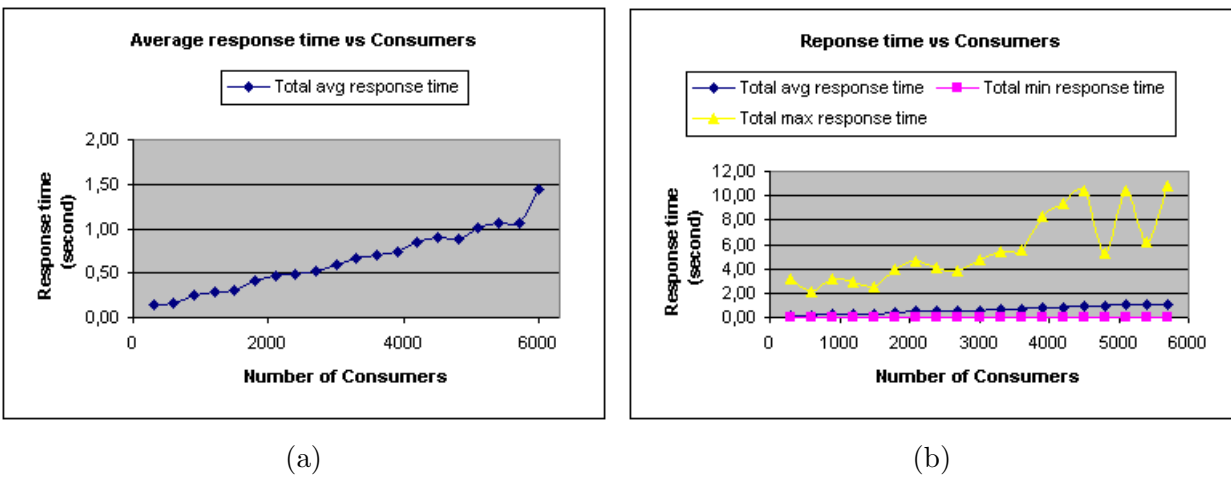 Average response time vs Consumers
Total avg response time
2,00
1,50
1,00
0,50
0,00
Response time
(second)
0
2000
4000
6000
Number of Consumers
(a)
Reponse time vs Consumers
Total avg response time
Total min response time
Total max response time
12,00
10,00
8,00
6,00
4,00
2,00
0,00
Response time
(second)
0
1000
2000
3000
4000
5000
6000
Number of Consumers
(b)